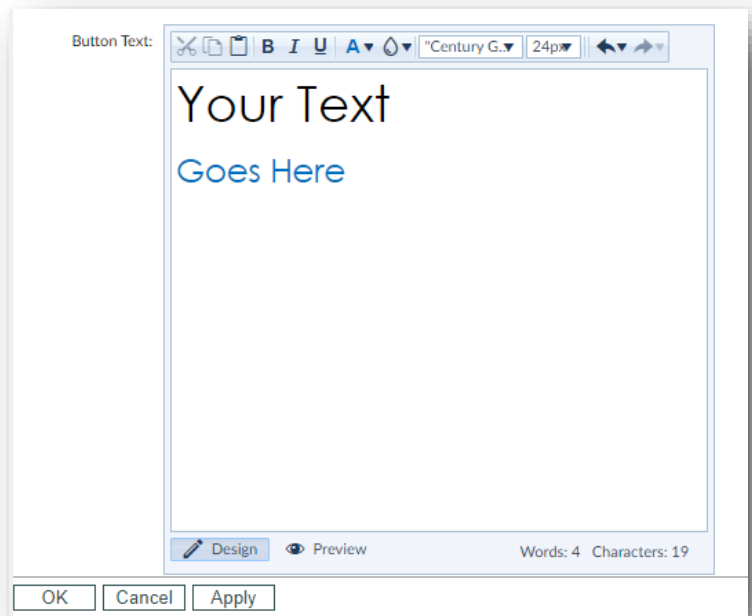 Button Text:
B I U A "Century G... 24px
Your Text
Goes Here
Design Preview Words: 4 Characters: 19
OK Cancel Apply